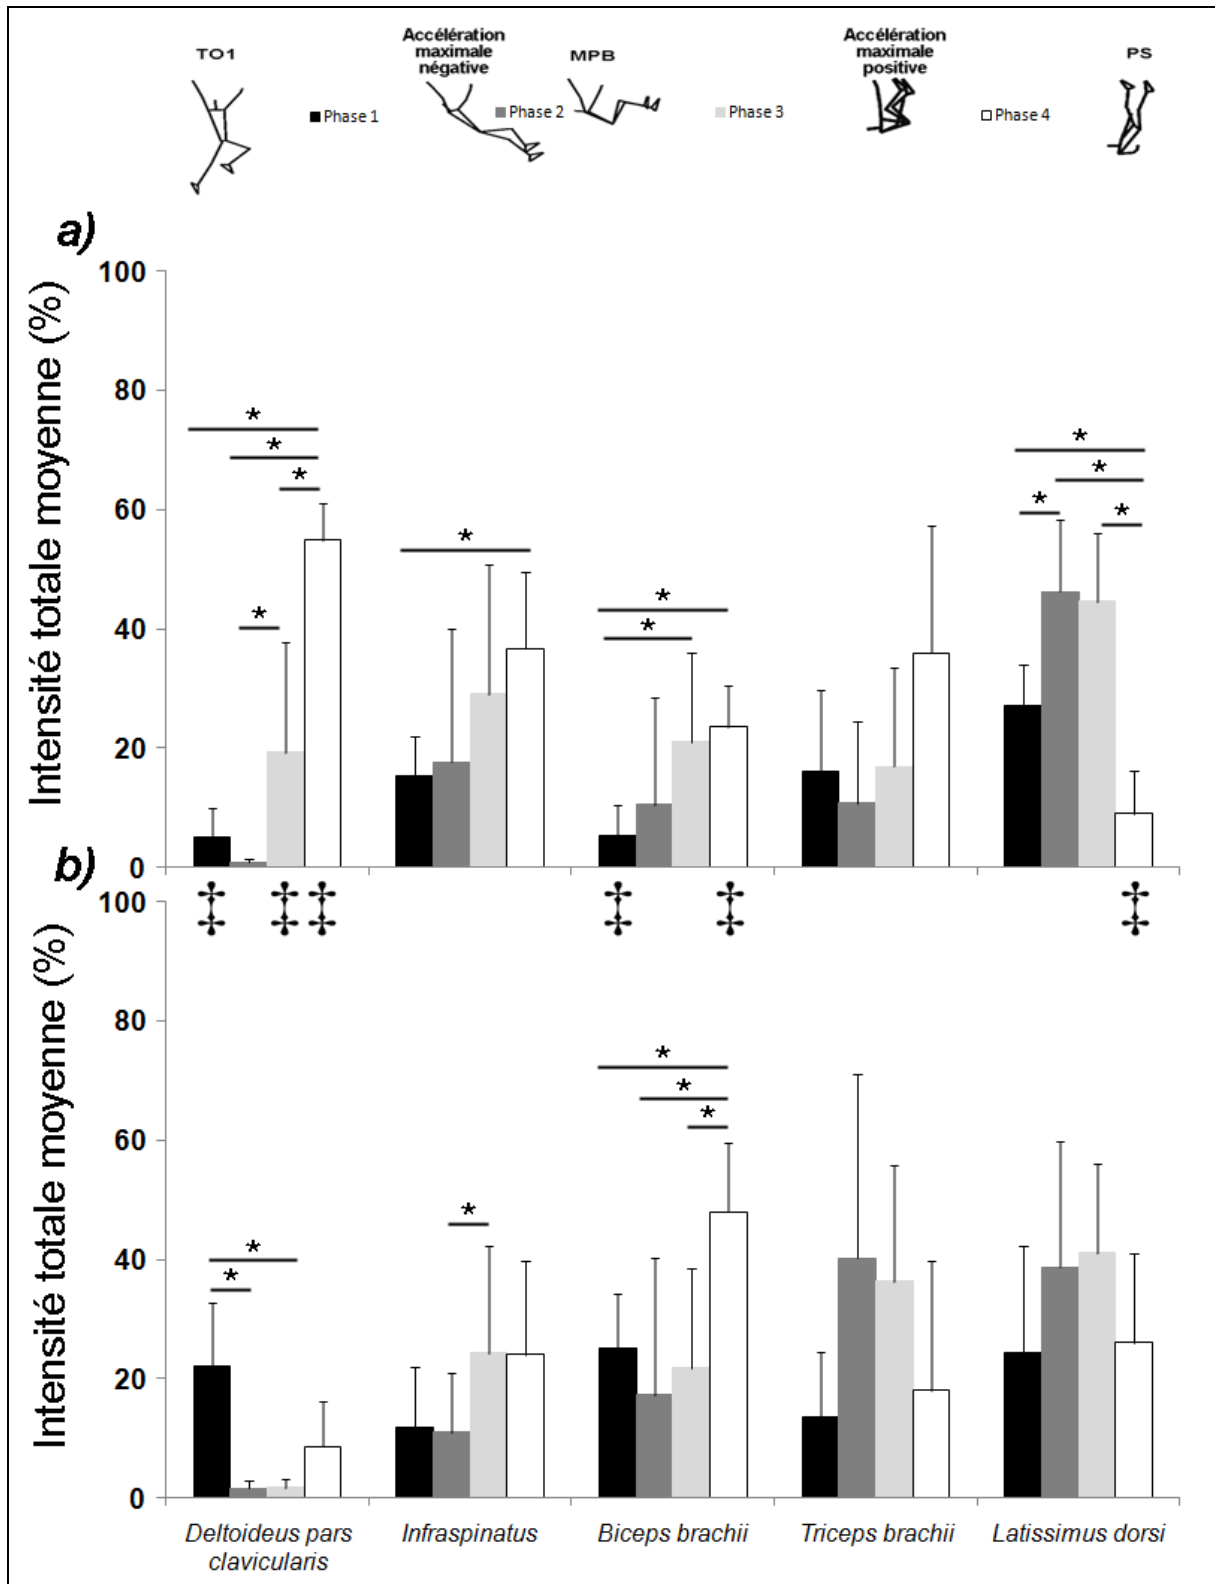 TO1
Accélération
maximale
négative
MPB
Accélération
maximale
positive
PS
Phase 1
Phase 2
Phase 3
Phase 4
a)
Intensité totale moyenne (%)
100
80
60
40
20
0
* * * *
*
* *
* * * *
‡ ‡ ‡ ‡ ‡ ‡
b)
Intensité totale moyenne (%)
100
80
60
40
20
0
* *
*
* * *
Deltoideus pars
clavicularis
Infraspinatus
Biceps brachii
Triceps brachii
Latissimus dorsi